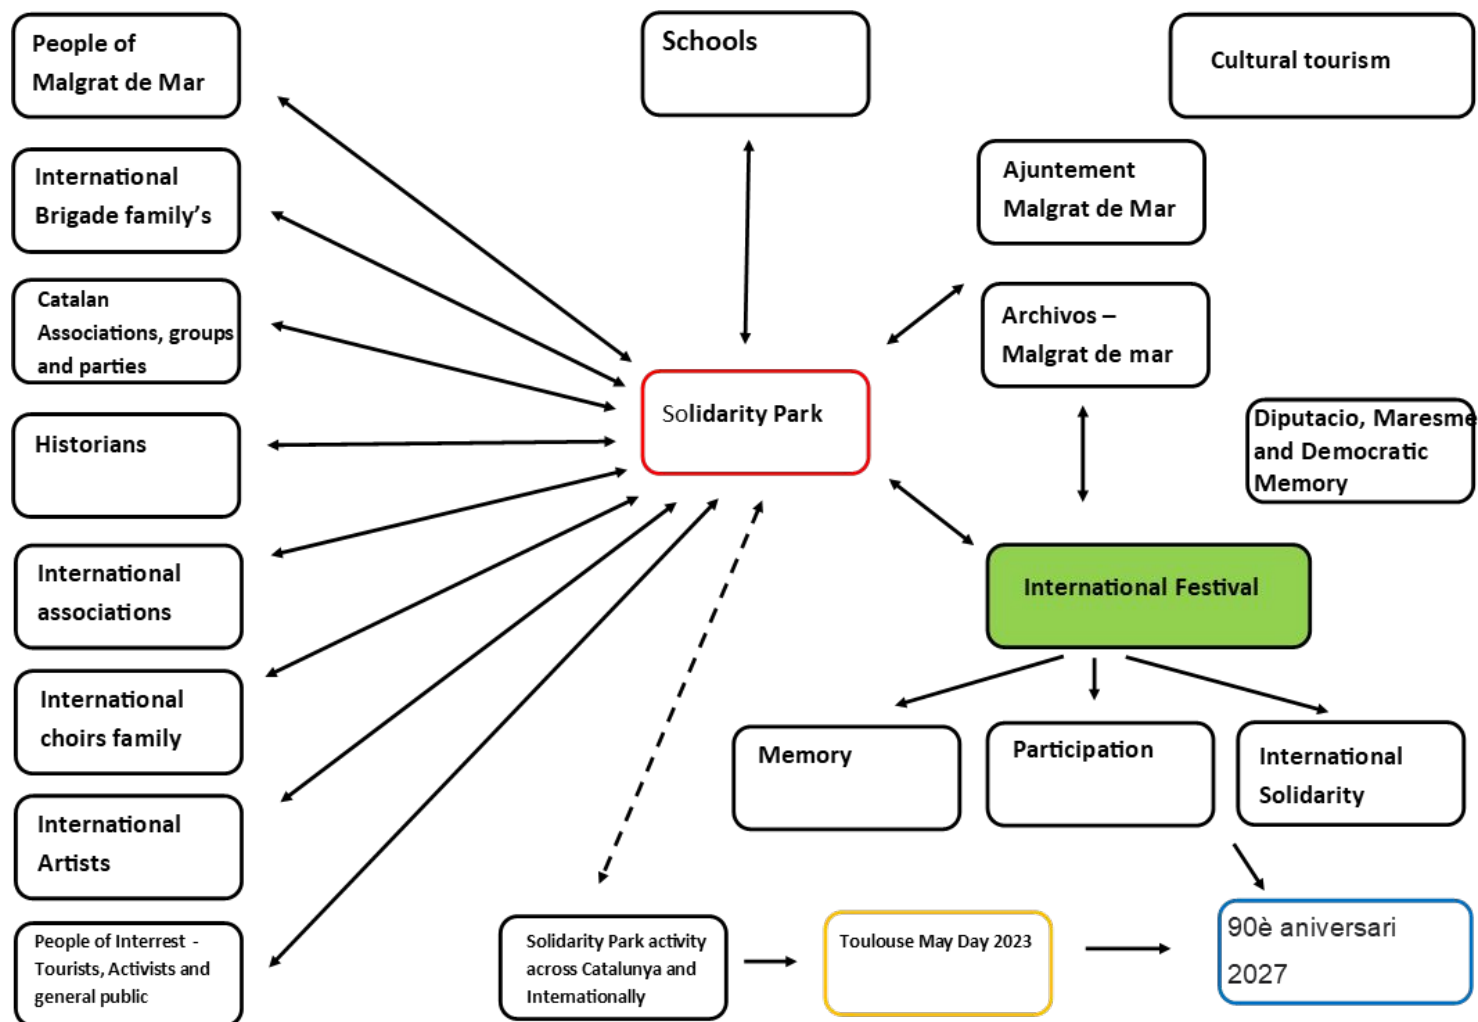 People of
Malgrat de Mar
Schools
Cultural tourism
International
Brigade family’s
Ajuntement
Malgrat de Mar
Catalan
Associations, groups
and parties
Archivos –
Malgrat de mar
Solidarity Park
Historians
Diputacio, Maresme
and Democratic
Memory
International
associations
International Festival
International
choirs family
Memory
Participation
International
Solidarity
International
Artists
People of Interrest -
Tourists, Activists and
general public
Solidarity Park activity
across Catalunya and
Internationally
Toulouse May Day 2023
90è aniversari
2027